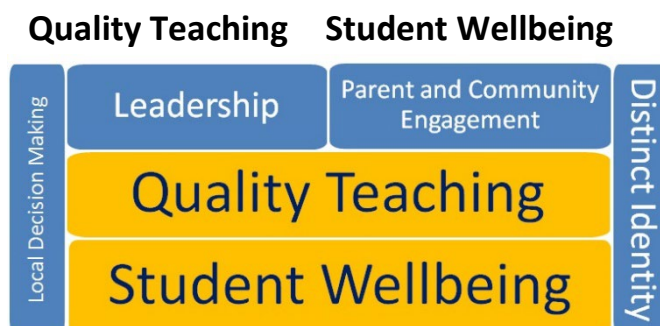 Quality Teaching Student Wellbeing
Local Decision Making
Leadership
Parent and Community
Engagement
Distinct Identity
Quality Teaching
Student Wellbeing